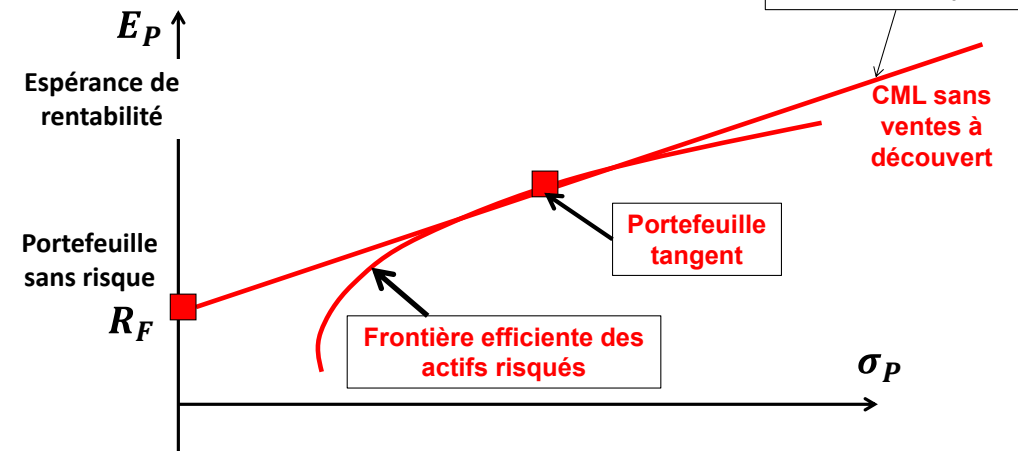 E_P
Espérance de
rentabilité
CML sans
ventes à
découvert
Portefeuille
tangent
Portefeuille
sans risque
R_F
Frontière efficiente des
actifs risqués
σ_P